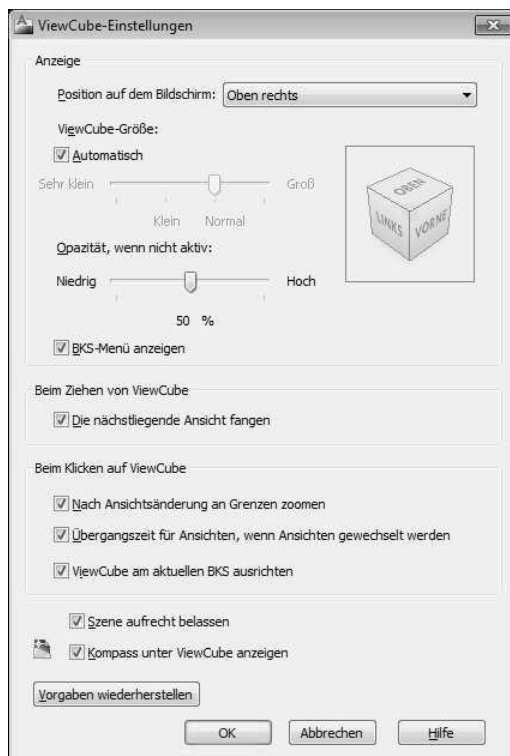 ViewCube-Einstellungen
Anzeige
Position auf dem Bildschirm: Oben rechts
ViewCube-Größe:
Automatisch
Sehr klein Groß
Klein Normal
OBEN
LINKS VORNE
Opazität, wenn nicht aktiv:
Niedrig Hoch
50 %
BKS-Menü anzeigen
Beim Ziehen von ViewCube
Die nächstliegende Ansicht fangen
Beim Klicken auf ViewCube
Nach Ansichtsänderung an Grenzen zoomen
Übergangszeit für Ansichten, wenn Ansichten gewechselt werden
ViewCube am aktuellen BKS ausrichten
Szene aufrecht belassen
Kompass unter ViewCube anzeigen
Vorgaben wiederherstellen
OK Abbrechen Hilfe